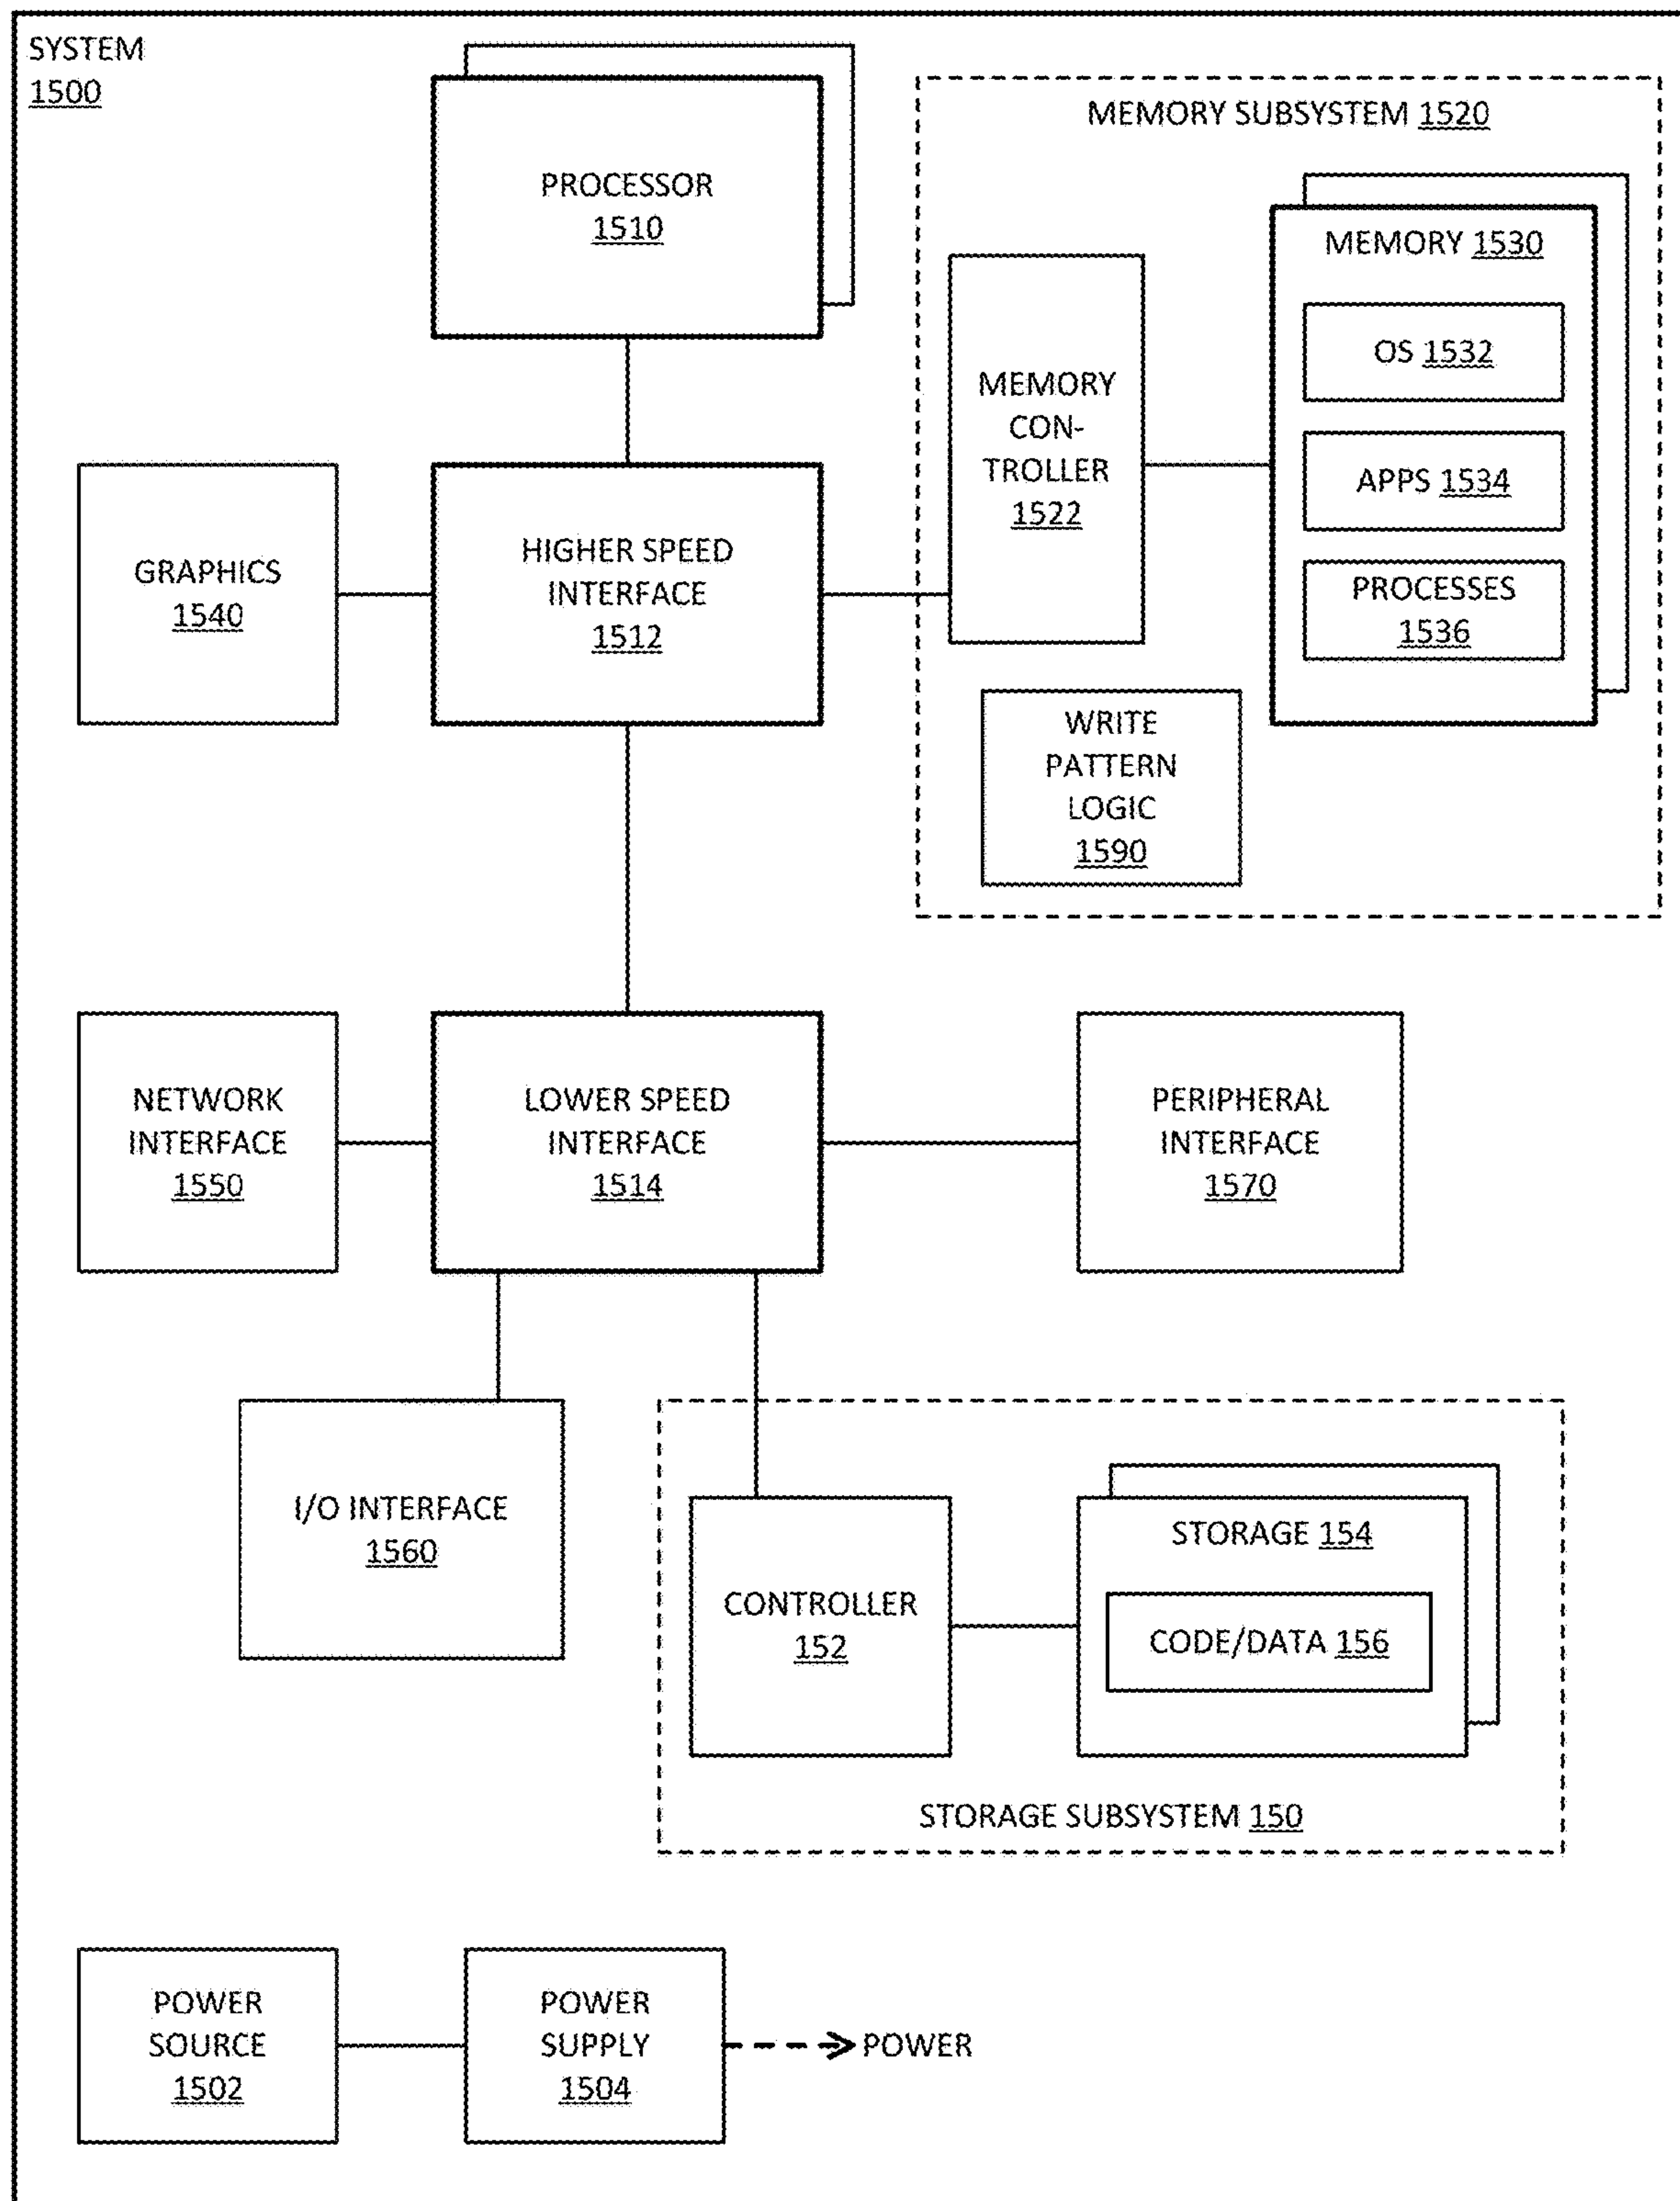 SYSTEM
1500
PROCESSOR
1510
MEMORY SUBSYSTEM 1520
MEMORY
CON-
TROLLER
1522
MEMORY 1530
OS 1532
APPS 1534
PROCESSES
1536
WRITE
PATTERN
LOGIC
1590
GRAPHICS
1540
HIGHER SPEED
INTERFACE
1512
NETWORK
INTERFACE
1550
LOWER SPEED
INTERFACE
1514
PERIPHERAL
INTERFACE
1570
I/O INTERFACE
1560
CONTROLLER
152
STORAGE 154
CODE/DATA 156
STORAGE SUBSYSTEM 150
POWER
SOURCE
1502
POWER
SUPPLY
1504
POWER